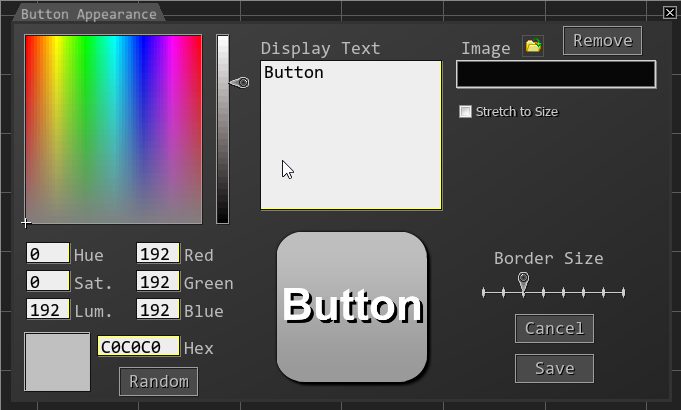 Button Appearance
Display Text
Image
Remove
Button
Stretch to Size
0 Hue 192 Red
0 Sat. 192 Green
192 Lum. 192 Blue
C0C0C0 Hex
Random
Button
Border Size
Cancel
Save